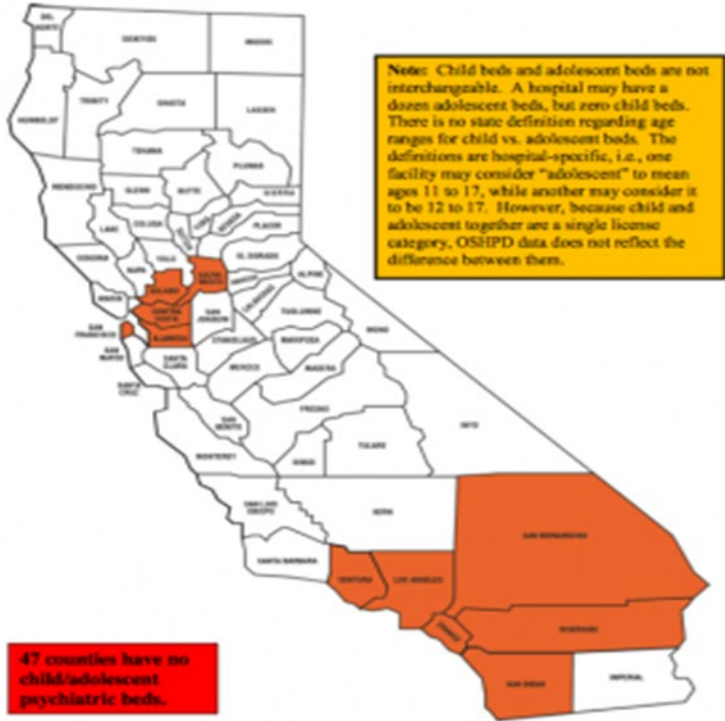 DEL
NORTE
SISKIYOU
MODOC
HUMBOLDT
TRINITY
SHASTA
LASSEN
TEHAMA
PLUMAS
MENDOCINO
GLENN
BUTTE
SIERRA
LAKE
COLUSA
PLACER
SONOMA
NAPA
YOLO
EL DORADO
SACRA-
MENTO
ALPINE
SOLANO
MARIN
CONTRA
COSTA
SAN
JOAQUIN
TUOLUMNE
MONO
SAN
FRANCISCO
ALAMEDA
STANISLAUS
MARIPOSA
SAN
MATEO
SANTA
CLARA
MERCED
MADERA
SANTA
CRUZ
FRESNO
SAN
BENITO
INYO
TULARE
MONTEREY
KINGS
SAN LUIS
OBISPO
KERN
SAN BERNARDINO
SANTA BARBARA
VENTURA
LOS ANGELES
ORANGE
RIVERSIDE
SAN DIEGO
IMPERIAL
Note: Child beds and adolescent beds are not
interchangeable. A hospital may have a
dozen adolescent beds, but zero child beds.
There is no state definition regarding age
ranges for child vs. adolescent beds. The
definitions are hospital-specific, i.e., one
facility may consider "adolescent" to mean
ages 11 to 17, while another may consider it
to be 12 to 17. However, because child and
adolescent together are a single license
category, OSHPD data does not reflect the
difference between them.
47 counties have no
child/adolescent
psychiatric beds.